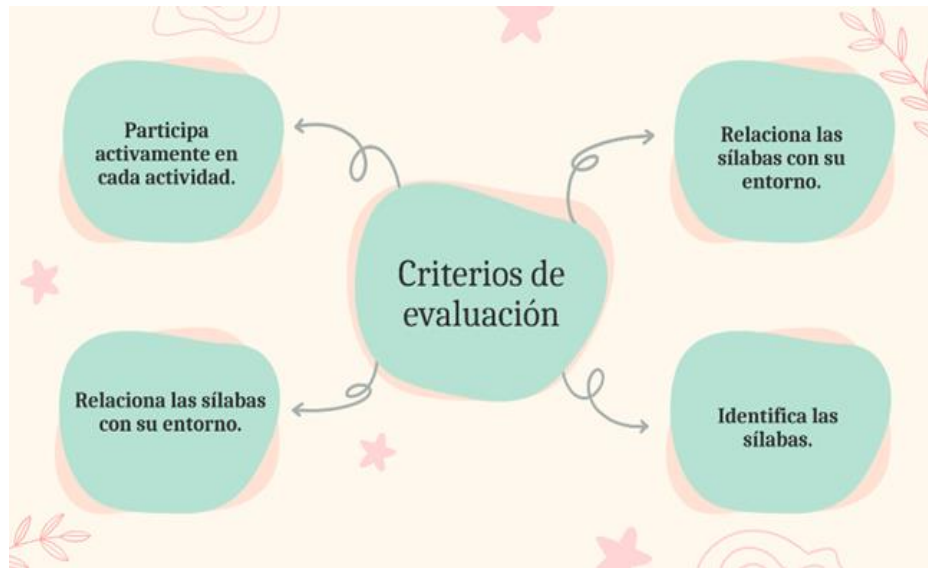 Participa
activamente en
cada actividad.
Relaciona las
sílabas con su
entorno.
Criterios de
evaluación
Relaciona las sílabas
con su entorno.
Identifica las
sílabas.